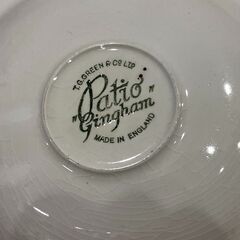 T.G.GREEN & CO LTD
"Patio"
"Gingham"
MADE IN ENGLAND